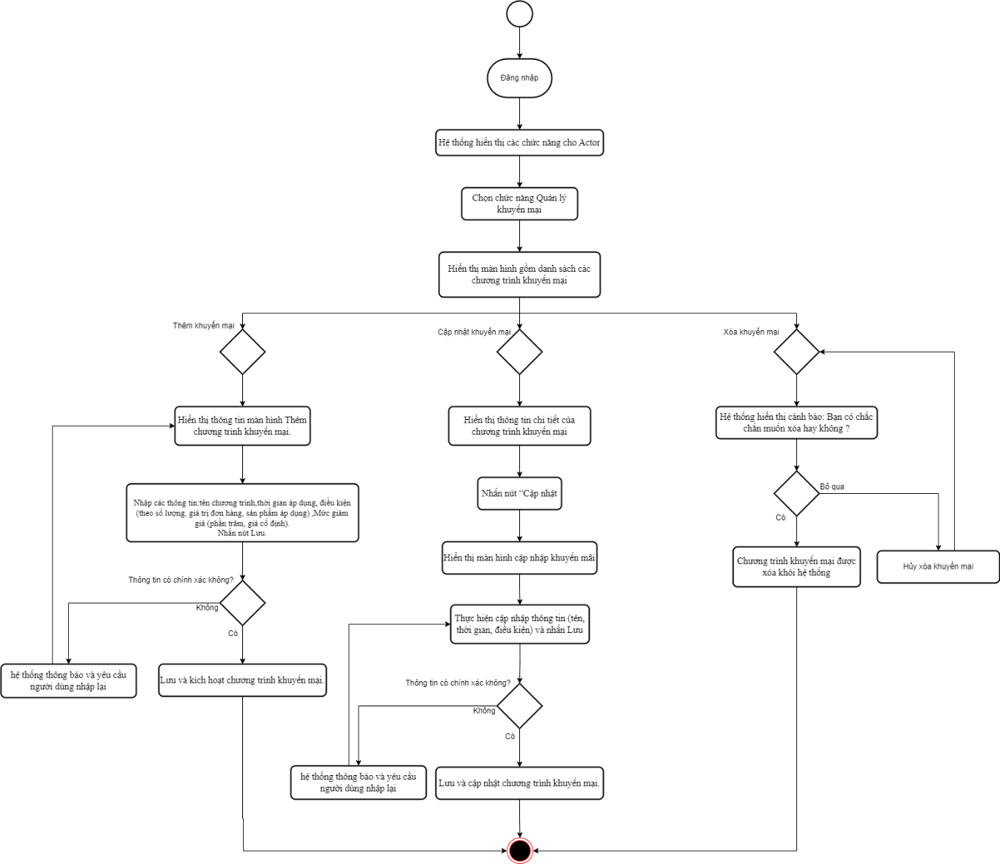 Đăng nhập
Hệ thống hiển thị các chức năng cho Actor
Chọn chức năng Quản lý
khuyến mại
Hiển thị màn hình gồm danh sách các
chương trình khuyến mại
Thêm khuyến mại
Cập nhật khuyến mại
Xóa khuyến mại
Hiển thị thông tin màn hình Thêm
chương trình khuyến mại.
Hiển thị thông tin chi tiết của
chương trình khuyến mại
Hệ thống hiển thị cảnh báo: Bạn có chắc
chắn muốn xóa hay không ?
Nhập các thông tin:tên chương trình,thời gian áp dụng, điều kiện
(theo số lượng, giá trị đơn hàng, sản phẩm áp dụng) ,Mức giảm
giá (phần trăm, giá cố định).
Nhấn nút Lưu.
Nhấn nút “Cập nhật
Bỏ qua
Có
Hiển thị màn hình cập nhập khuyến mãi
Chương trình khuyến mại được
xóa khỏi hệ thống
Hủy xóa khuyến mại
Thông tin có chính xác không?
Không
Có
Thực hiện cập nhập thông tin (tên,
thời gian, điều kiện) và nhấn Lưu
hệ thống thông báo và yêu cầu
người dùng nhập lại
Lưu và kích hoạt chương trình khuyến mại.
Thông tin có chính xác không?
Không
Có
hệ thống thông báo và yêu cầu
người dùng nhập lại
Lưu và cập nhật chương trình khuyến mại.